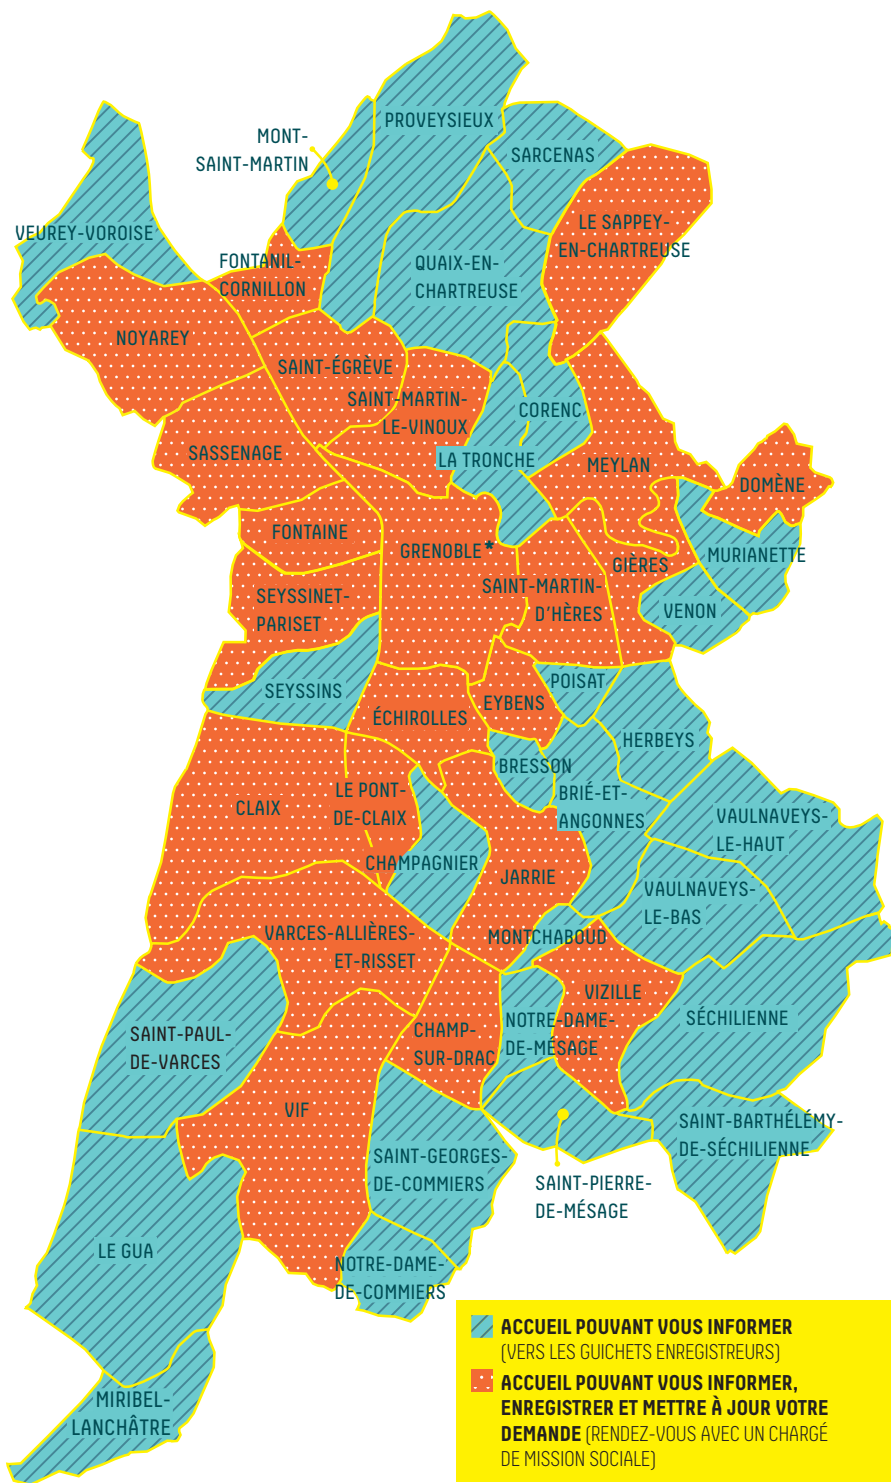 PROVEYSIEUX
MONT-
SAINT-MARTIN
SARCENAS
VEUREY-VOROISE
LE SAPPEY-
EN-CHARTREUSE
FONTANIL-
CORNILLON
QUAIX-EN-
CHARTREUSE
NOYAREY
SAINT-ÉGRÈVE
SAINT-MARTIN-
LE-VINOUX
CORENC
SASSENAGE
LA TRONCHE
MEYLAN
DOMÈNE
FONTAINE
GRENOBLE*
MURIANETTE
GIÈRES
SEYSSINET-
PARISET
SAINT-MARTIN-
D'HÈRES
VENON
SEYSSINS
POISAT
EYBENS
ÉCHIROLLES
HERBEYS
BRESSON
CLAIX
LE PONT-
DE-CLAIX
BRIÉ-ET-
ANGONNES
VAULNAVEYS-
LE-HAUT
CHAMPAGNIER
JARRIE
VAULNAVEYS-
LE-BAS
VARCES-ALLIÈRES-
ET-RISSET
MONTCHABOUD
VIZILLE
SAINT-PAUL-
DE-VARCES
CHAMP-
SUR-DRAC
NOTRE-DAME-
DE-MÉSAGE
SÉCHILIENNE
VIF
SAINT-BARTHÉLÉMY-
DE-SÉCHILIENNE
SAINT-GEORGES-
DE-COMMIERS
SAINT-PIERRE-
DE-MÉSAGE
LE GUA
NOTRE-DAME-
DE-COMMIERS
MIRIBEL-
LANCHÂTRE
ACCUEIL POUVANT VOUS INFORMER
(VERS LES GUICHETS ENREGISTREURS)
ACCUEIL POUVANT VOUS INFORMER,
ENREGISTRER ET METTRE À JOUR VOTRE
DEMANDE (RENDEZ-VOUS AVEC UN CHARGÉ
DE MISSION SOCIALE)